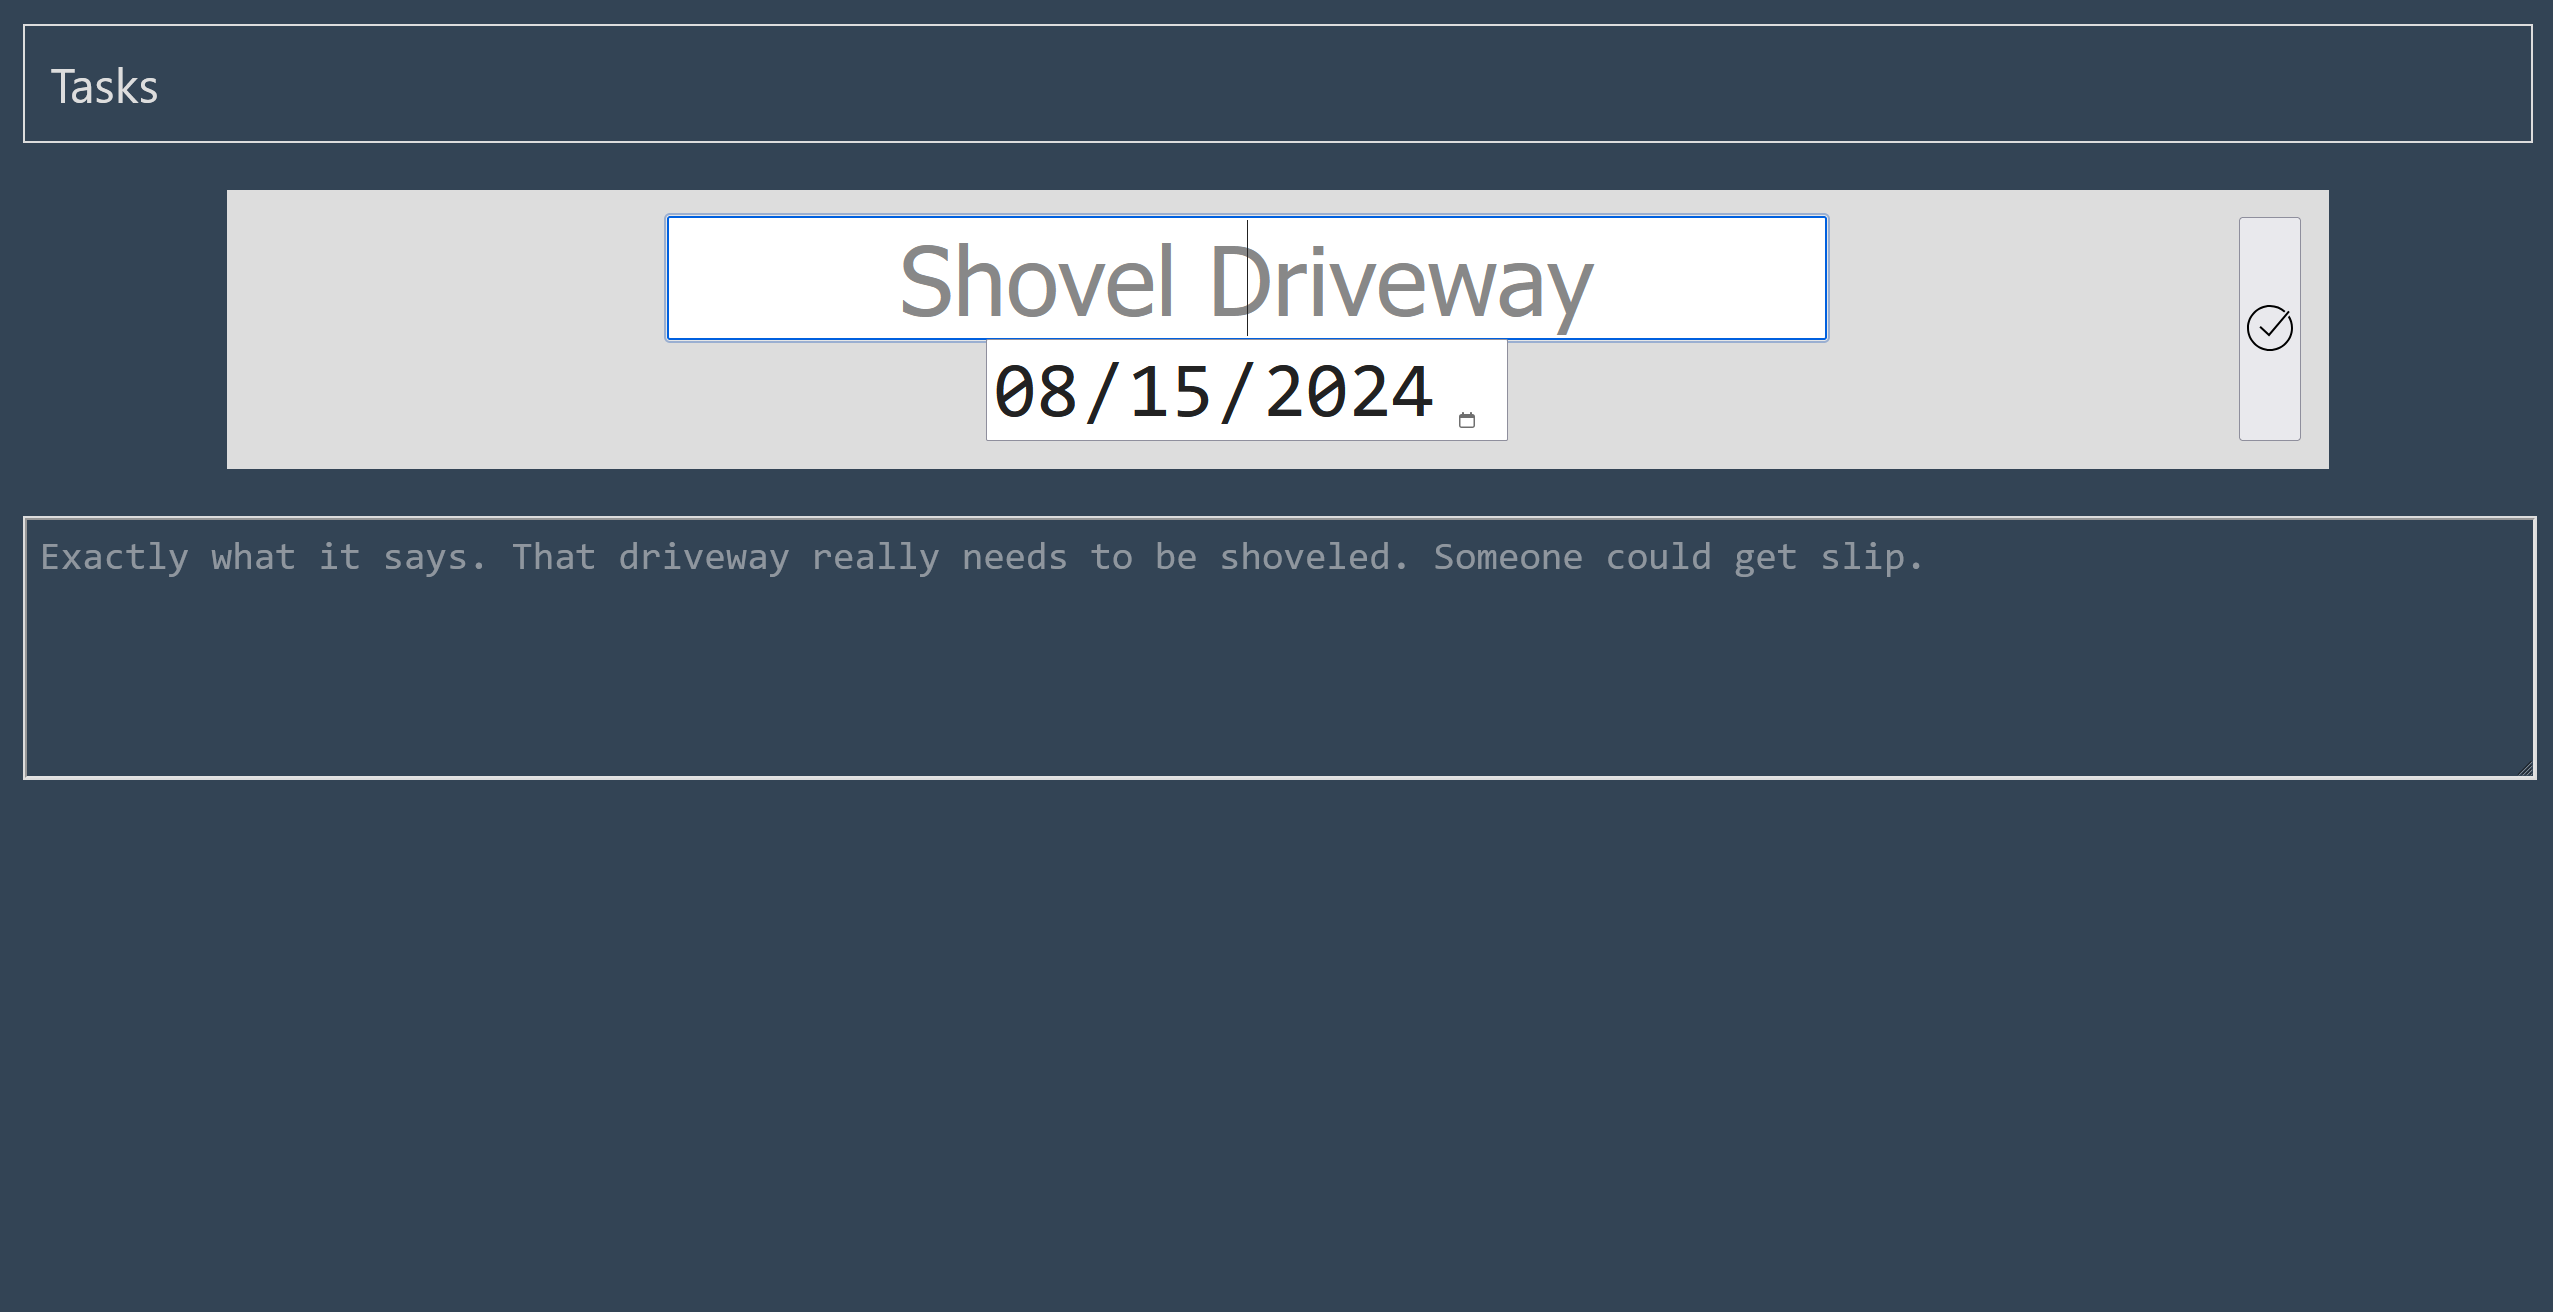 Tasks
Shovel Driveway
08/15/2024
Exactly what it says. That driveway really needs to be shoveled. Someone could get slip.